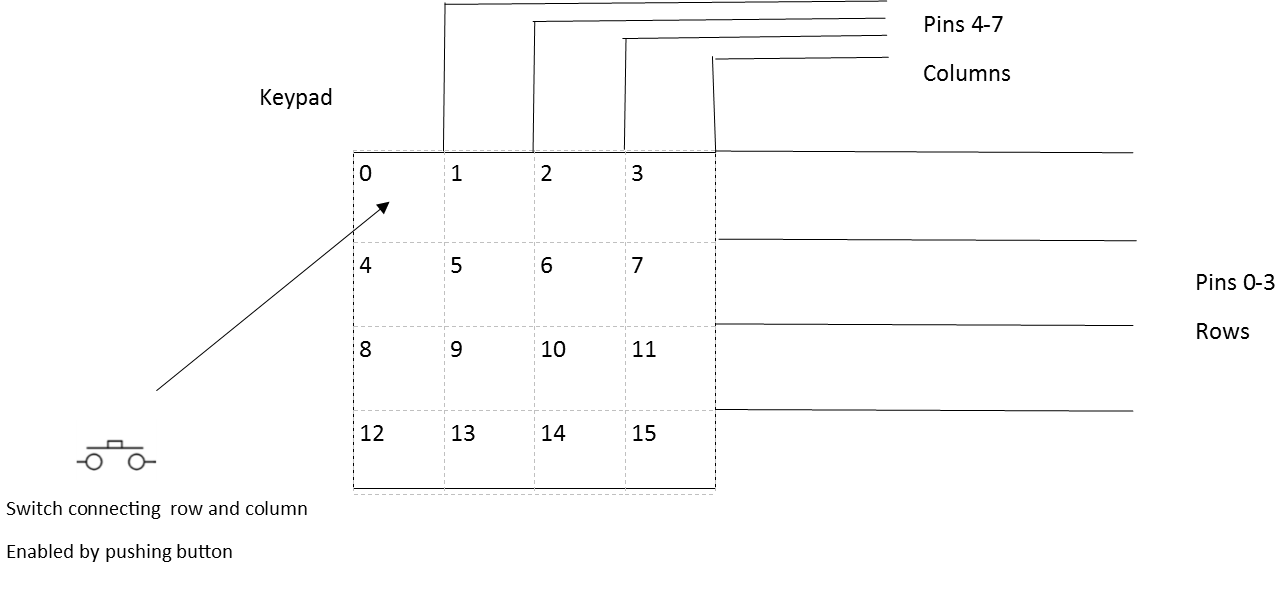 Pins 4-7
Columns
Keypad
0 1 2 3
4 5 6 7
8 9 10 11
12 13 14 15
Pins 0-3
Rows
Switch connecting row and column
Enabled by pushing button